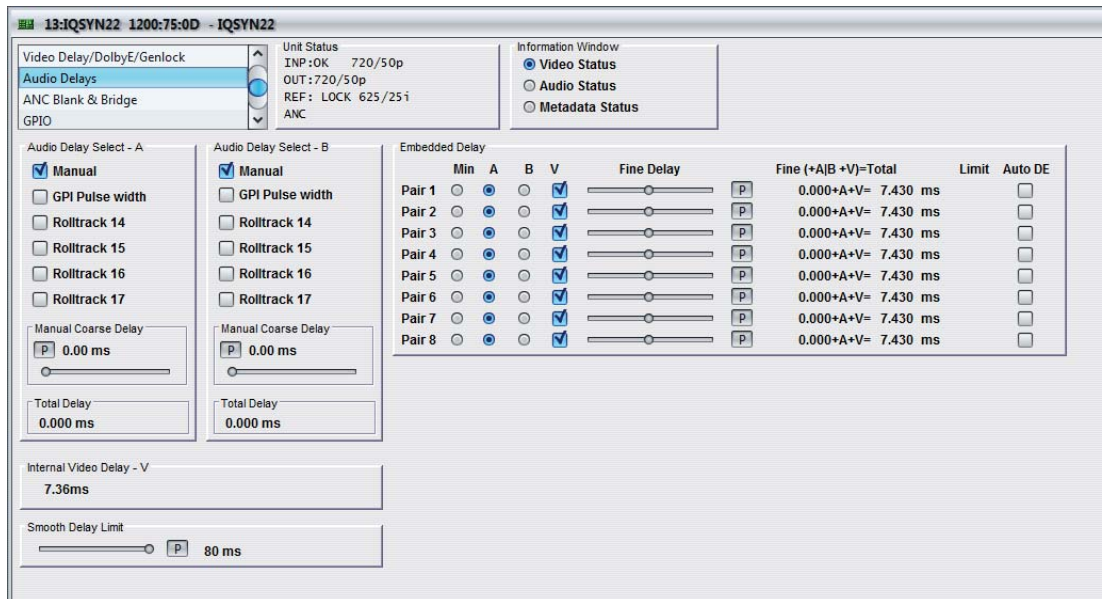 13:IQSYN22 1200:75:0D - IQSYN22
Video Delay/DolbyE/Genlock
Audio Delays
ANC Blank & Bridge
GPIO
Unit Status
INP:OK 720/50p
OUT:720/50p
REF: LOCK 625/25i
ANC
Information Window
Video Status
Audio Status
Metadata Status
Audio Delay Select - A
Manual
GPI Pulse width
Rolltrack 14
Rolltrack 15
Rolltrack 16
Rolltrack 17
Manual Coarse Delay
P 0.00 ms
Total Delay
0.000 ms
Audio Delay Select - B
Manual
GPI Pulse width
Rolltrack 14
Rolltrack 15
Rolltrack 16
Rolltrack 17
Manual Coarse Delay
P 0.00 ms
Total Delay
0.000 ms
Embedded Delay
Min A B V Fine Delay Fine (+A|B +V)=Total Limit Auto DE
Pair 1 P 0.000+A+V= 7.430 ms
Pair 2 P 0.000+A+V= 7.430 ms
Pair 3 P 0.000+A+V= 7.430 ms
Pair 4 P 0.000+A+V= 7.430 ms
Pair 5 P 0.000+A+V= 7.430 ms
Pair 6 P 0.000+A+V= 7.430 ms
Pair 7 P 0.000+A+V= 7.430 ms
Pair 8 P 0.000+A+V= 7.430 ms
Internal Video Delay - V
7.36ms
Smooth Delay Limit
P 80 ms